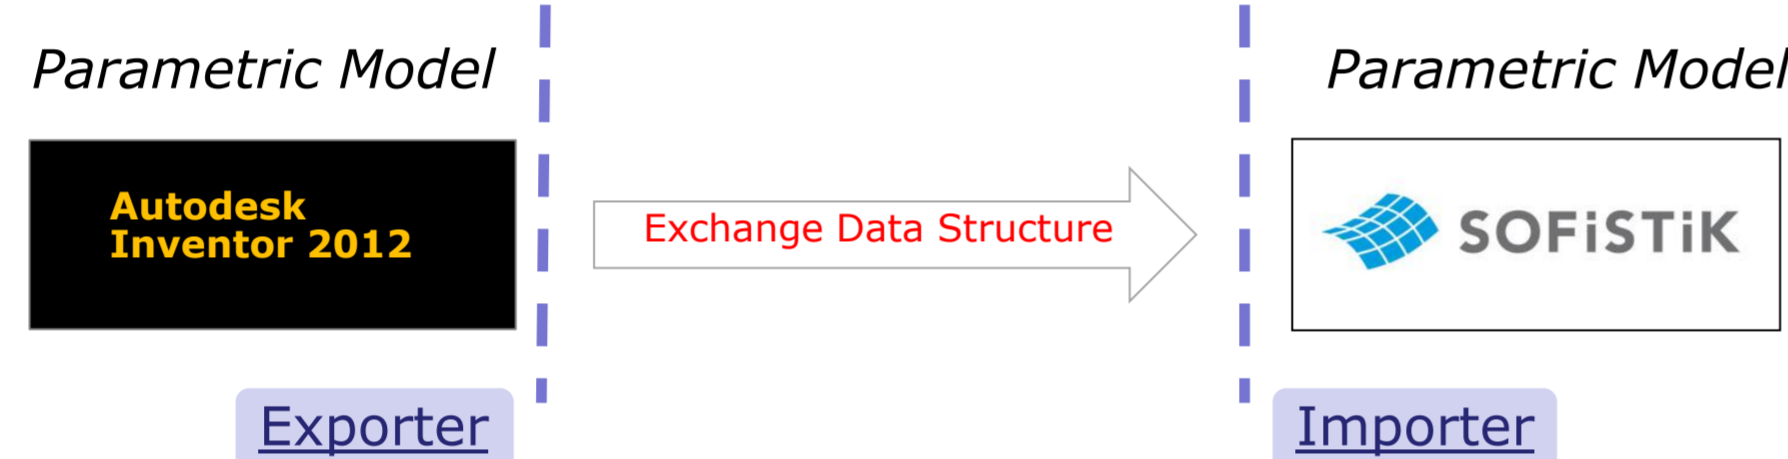 Parametric Model
Parametric Model
Autodesk
Inventor 2012
Exchange Data Structure
SOFiSTiK
Exporter
Importer